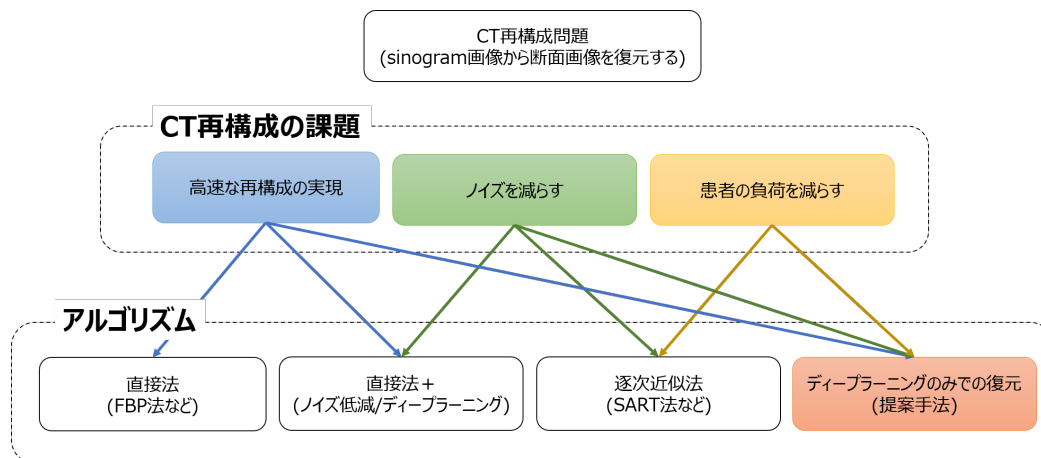 CT再構成問題
(sinogram画像から断面画像を復元する)
CT再構成の課題
高速な再構成の実現
ノイズを減らす
患者の負荷を減らす
アルゴリズム
直接法
(FBP法など)
直接法＋
(ノイズ低減/ディープラーニング)
逐次近似法
(SART法など)
ディープラーニングのみでの復元
(提案手法)